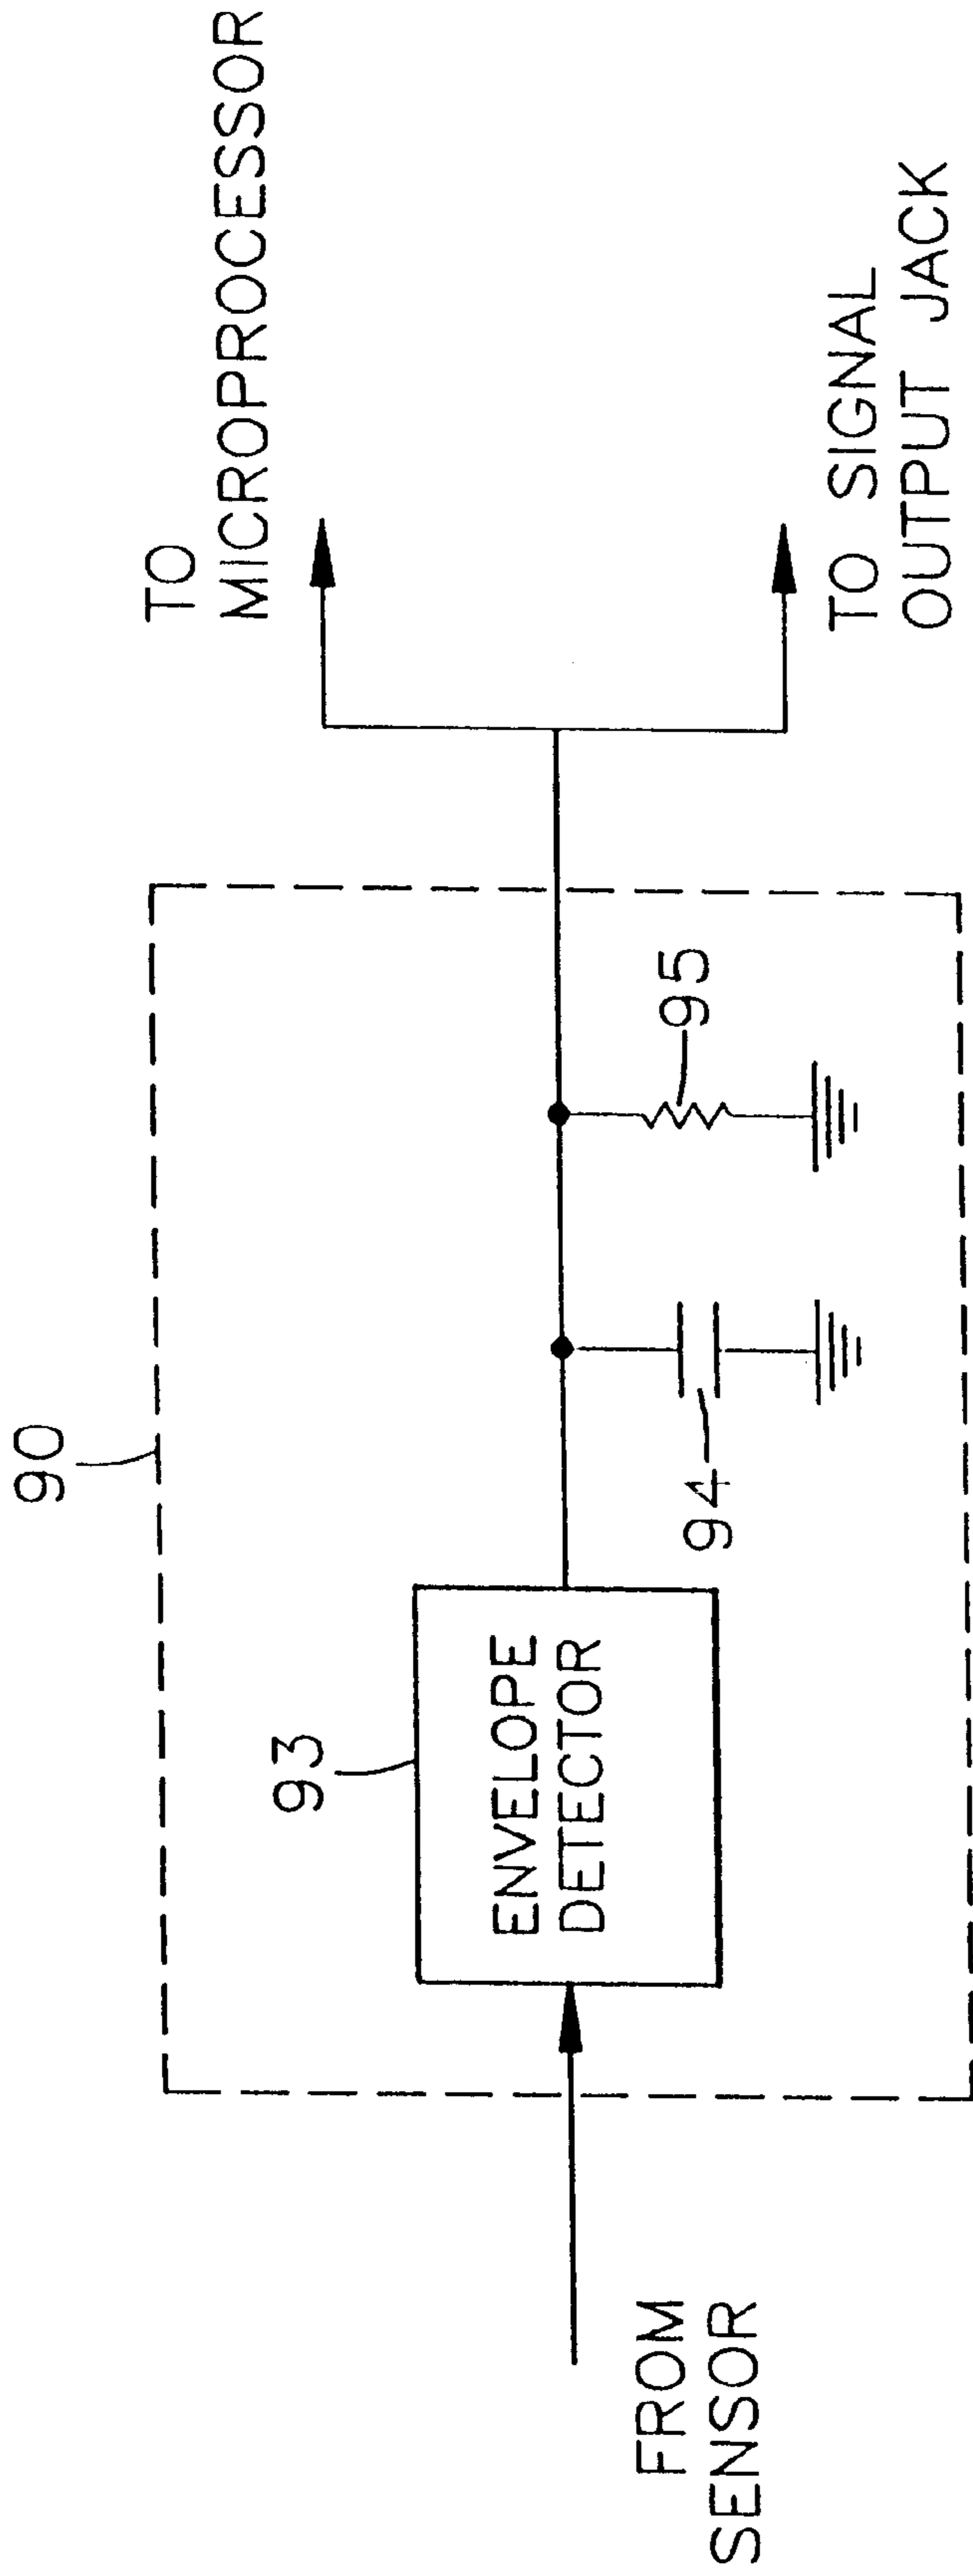 90
93
ENVELOPE
DETECTOR
94
95
FROM
SENSOR
TO
MICROPROCESSOR
TO SIGNAL
OUTPUT JACK